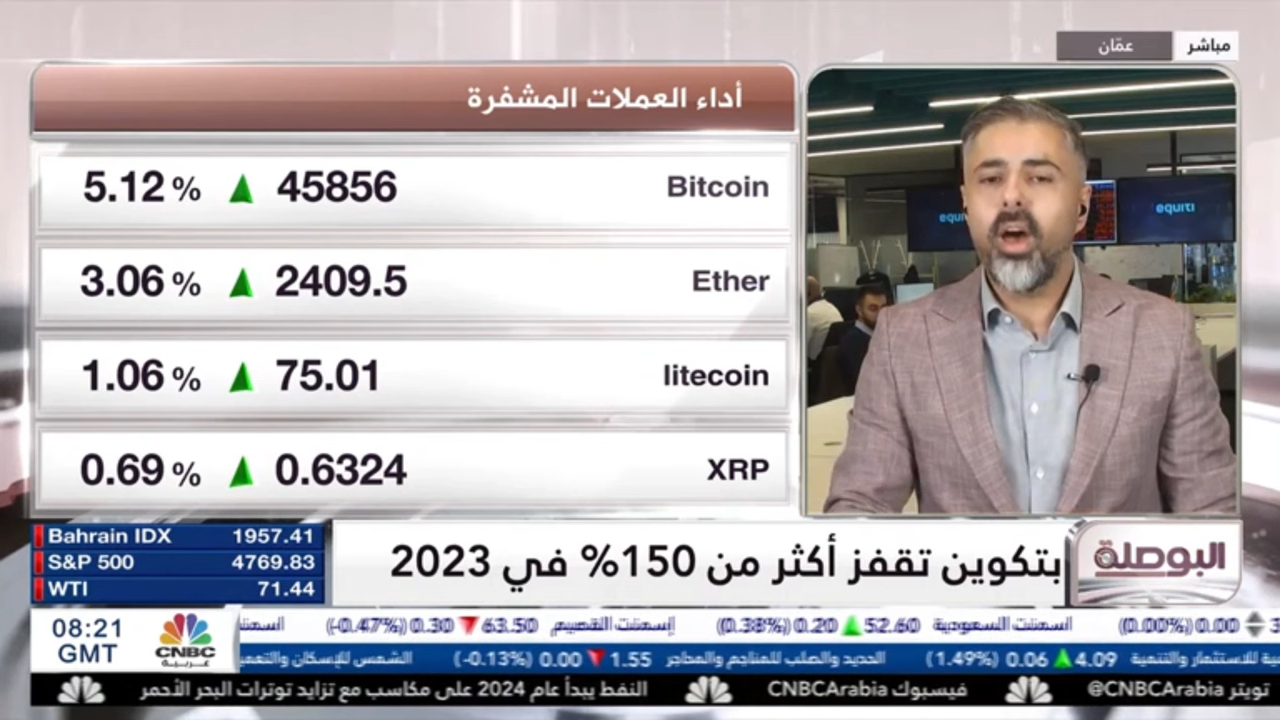 مباشر عمّان
أداء العملات المشفرة
Bitcoin 45856 ▲ 5.12 %
Ether 2409.5 ▲ 3.06 %
litecoin 75.01 ▲ 1.06 %
XRP 0.6324 ▲ 0.69 %
equiti
equiti
Bahrain IDX 1957.41
S&P 500 4769.83
WTI 71.44
البوصلة
بتكوين تقفز أكثر من 150% في 2023
08:21
GMT
CNBC
عربية
(0.00%) 0.00 اسمنت السعودية 52.60 ▲ 0.20 (0.38%) إسمنت القصيم 63.50 ▼ 0.30 (-0.47%)
للاستثمار والتنمية 4.09 ▲ 0.06 (1.49%) الحديد والصلب للمناجم والمحاجر 1.55 ▼ 0.00 (-0.13%) الشمس للإسكان والتعمير
تويتر @CNBCArabia فيسبوك CNBCArabia النفط يبدأ عام 2024 على مكاسب مع تزايد توترات البحر الأحمر